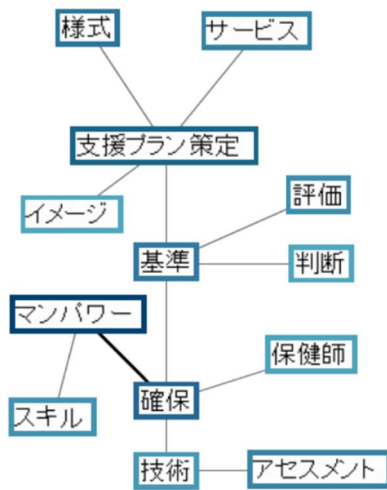 様式
サービス
支援プラン策定
イメージ
評価
基準
判断
マンパワー
保健師
確保
スキル
技術
アセスメント